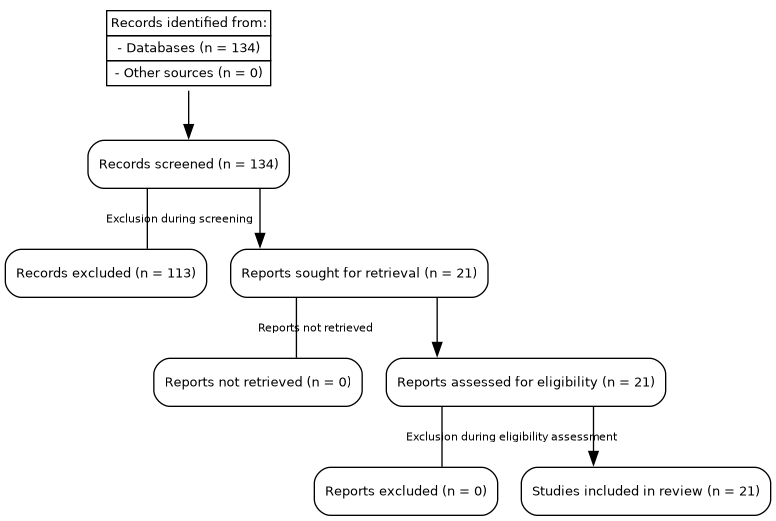 Records identified from:
- Databases (n = 134)
- Other sources (n = 0)
Records screened (n = 134)
Exclusion during screening
Records excluded (n = 113)
Reports sought for retrieval (n = 21)
Reports not retrieved
Reports not retrieved (n = 0)
Reports assessed for eligibility (n = 21)
Exclusion during eligibility assessment
Reports excluded (n = 0)
Studies included in review (n = 21)